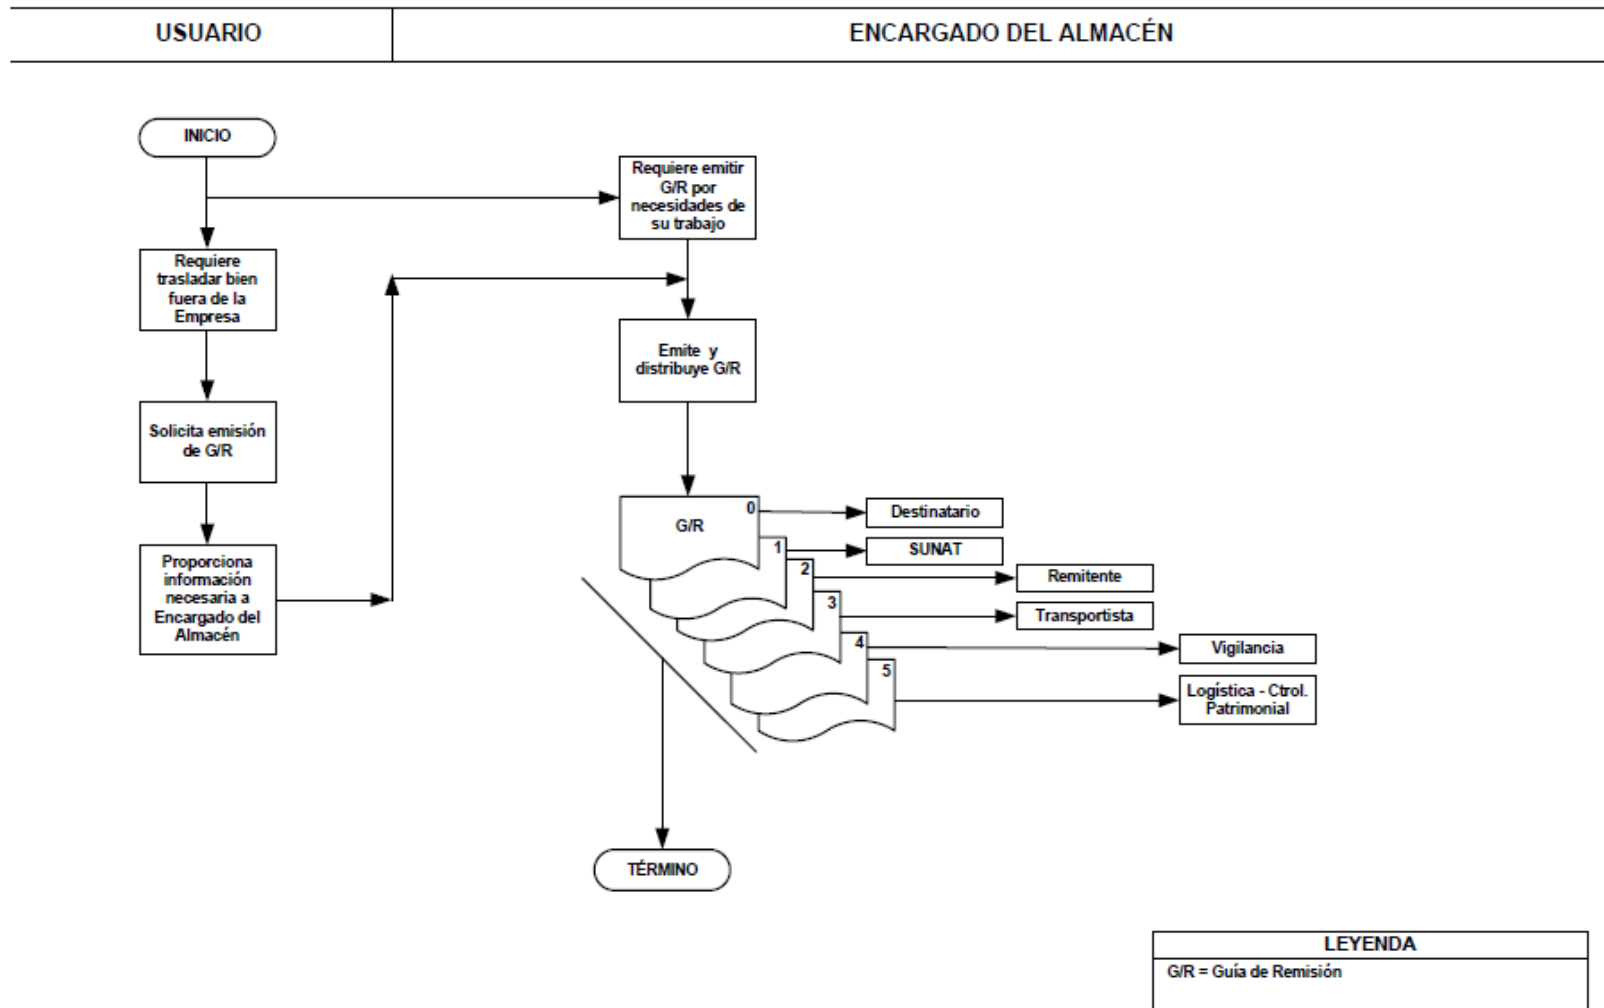 USUARIO
ENCARGADO DEL ALMACÉN
INICIO
Requiere emitir
G/R por
necesidades de
su trabajo
Requiere
trasladar bien
fuera de la
Empresa
Emite y
distribuye G/R
Solicita emisión
de G/R
Proporciona
información
necesaria a
Encargado del
Almacén
G/R
0
Destinatario
1
SUNAT
2
Remitente
3
Transportista
4
Vigilancia
5
Logística - Ctrol.
Patrimonial
TÉRMINO
LEYENDA
G/R = Guía de Remisión